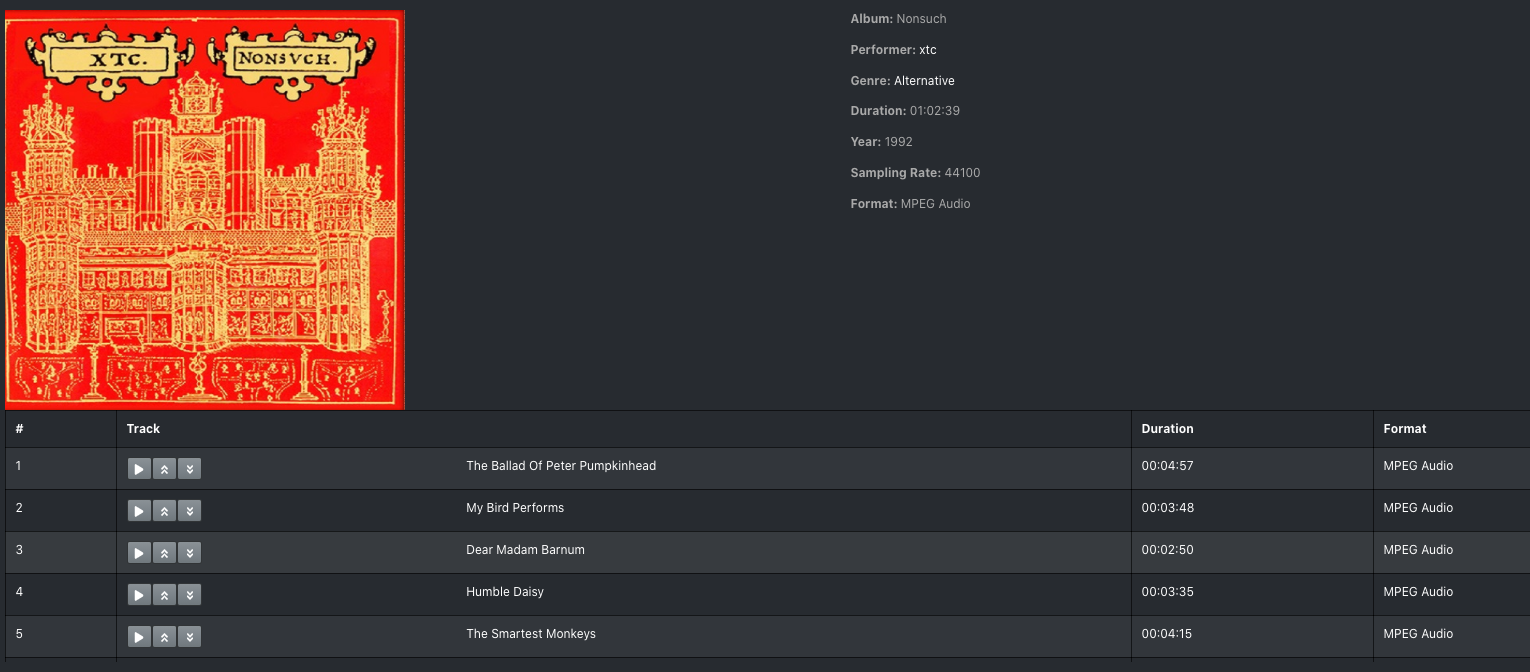 XTC. NONSVCH.
Album: Nonsuch
Performer: xtc
Genre: Alternative
Duration: 01:02:39
Year: 1992
Sampling Rate: 44100
Format: MPEG Audio
# Track Duration Format
1 The Ballad Of Peter Pumpkinhead 00:04:57 MPEG Audio
2 My Bird Performs 00:03:48 MPEG Audio
3 Dear Madam Barnum 00:02:50 MPEG Audio
4 Humble Daisy 00:03:35 MPEG Audio
5 The Smartest Monkeys 00:04:15 MPEG Audio